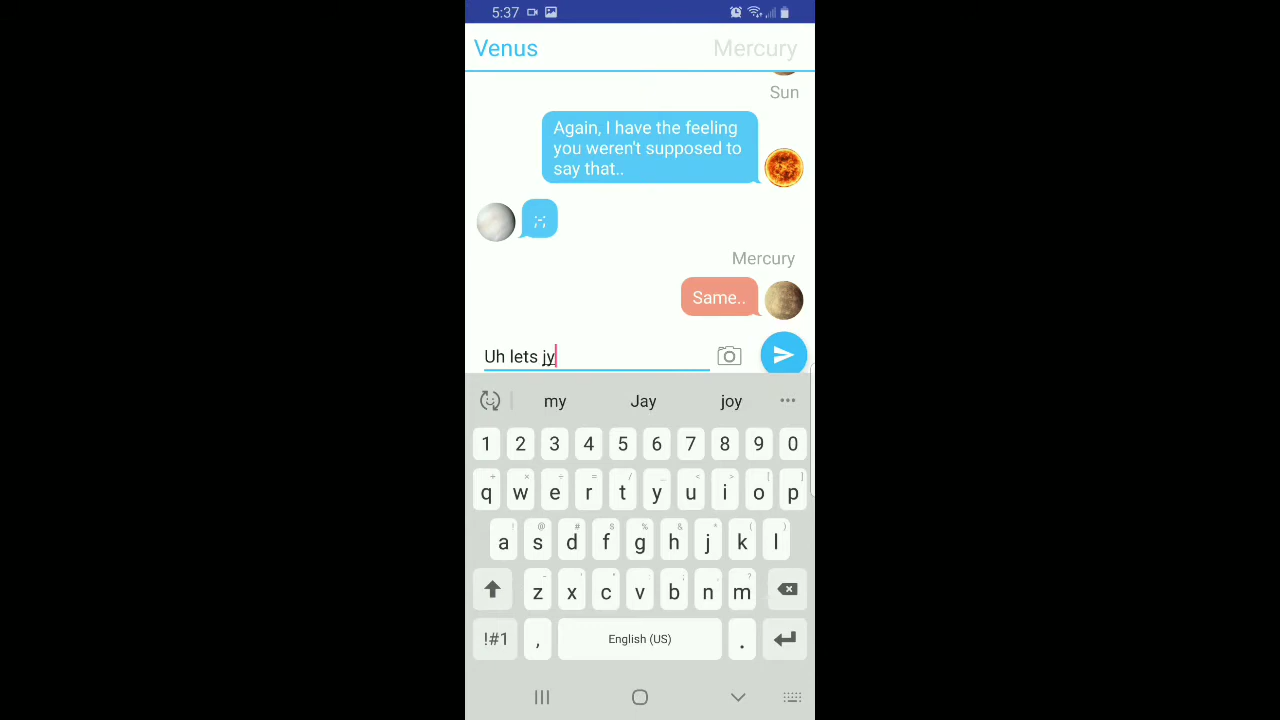 5:37
Venus Mercury
Sun
Again, I have the feeling
you weren't supposed to
say that..
;-;
Mercury
Same..
Uh lets jy
my Jay joy
1 2 3 4 5 6 7 8 9 0
q w e r t y u i o p
a s d f g h j k l
z x c v b n m
!#1 , English (US) .